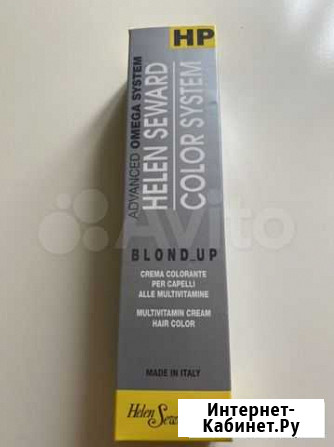 HP
ADVANCED OMEGA SYSTEM
HELEN SEWARD
COLOR SYSTEM
Avito
BLOND_UP
CREMA COLORANTE
PER CAPELLI
ALLE MULTIVITAMINE
MULTIVITAMIN CREAM
HAIR COLOR
MADE IN ITALY
Helen
Интернет-
Кабинет.Ру